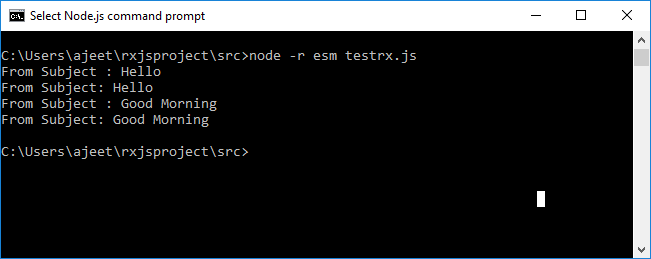 Select Node.js command prompt
C:\Users\ajeet\rxjsproject\src>node -r esm testrx.js
From Subject : Hello
From Subject: Hello
From Subject : Good Morning
From Subject: Good Morning
C:\Users\ajeet\rxjsproject\src>